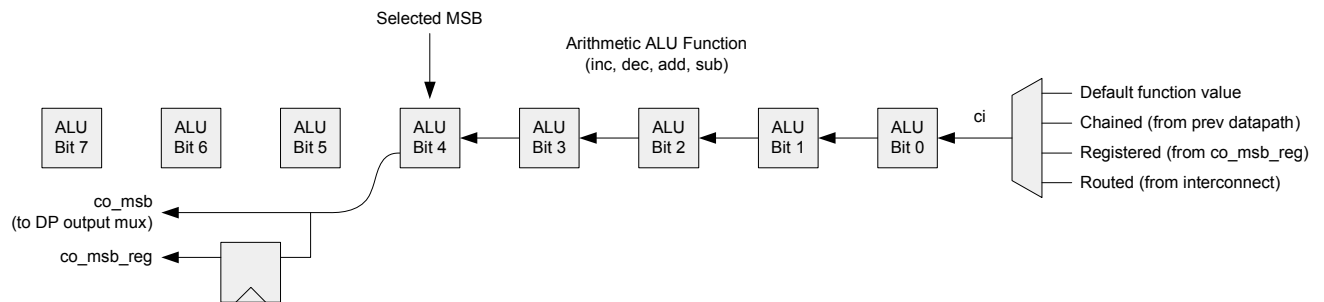 Selected MSB
Arithmetic ALU Function
(inc, dec, add, sub)
Default function value
ALU
Bit 7
ALU
Bit 6
ALU
Bit 5
ALU
Bit 4
ALU
Bit 3
ALU
Bit 2
ALU
Bit 1
ALU
Bit 0
ci
Chained (from prev datapath)
Registered (from co_msb_reg)
Routed (from interconnect)
co_msb
(to DP output mux)
co_msb_reg